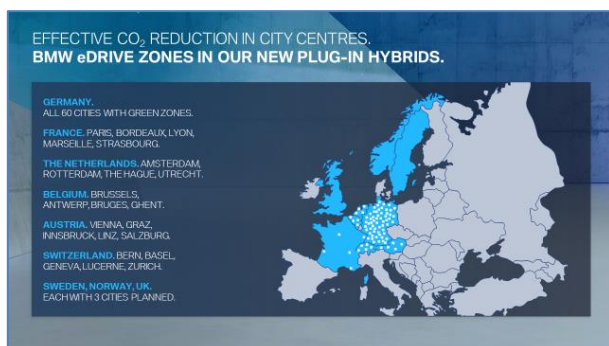 EFFECTIVE CO₂ REDUCTION IN CITY CENTRES.
BMW eDRIVE ZONES IN OUR NEW PLUG-IN HYBRIDS.
GERMANY.
ALL 60 CITIES WITH GREEN ZONES.
FRANCE. PARIS, BORDEAUX, LYON,
MARSEILLE, STRASBOURG.
THE NETHERLANDS. AMSTERDAM,
ROTTERDAM, THE HAGUE, UTRECHT.
BELGIUM. BRUSSELS,
ANTWERP, BRUGES, GHENT.
AUSTRIA. VIENNA, GRAZ,
INNSBRUCK, LINZ, SALZBURG.
SWITZERLAND. BERN, BASEL,
GENEVA, LUCERNE, ZURICH.
SWEDEN, NORWAY, UK.
EACH WITH 3 CITIES PLANNED.